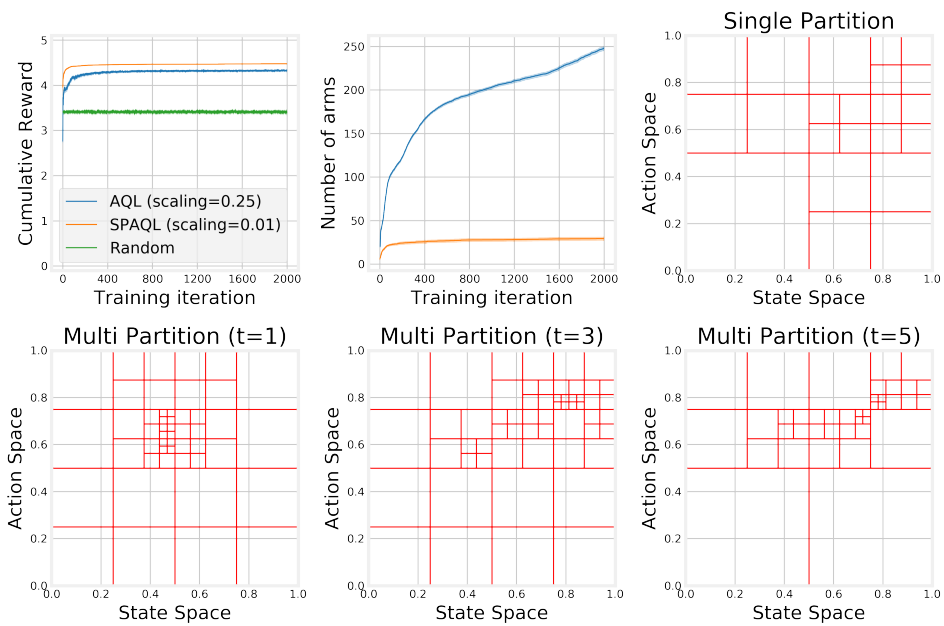 Cumulative Reward
5
4
3
2
1
0
AQL (scaling=0.25)
SPAQL (scaling=0.01)
Random
0 400 800 1200 1600 2000
Training iteration
Number of arms
250
200
150
100
50
0
0 400 800 1200 1600 2000
Training iteration
Single Partition
Action Space
1.0
0.8
0.6
0.4
0.2
0.0
0.0 0.2 0.4 0.6 0.8 1.0
State Space
Multi Partition (t=1)
Action Space
1.0
0.8
0.6
0.4
0.2
0.0
0.0 0.2 0.4 0.6 0.8 1.0
State Space
Multi Partition (t=3)
Action Space
1.0
0.8
0.6
0.4
0.2
0.0
0.0 0.2 0.4 0.6 0.8 1.0
State Space
Multi Partition (t=5)
Action Space
1.0
0.8
0.6
0.4
0.2
0.0
0.0 0.2 0.4 0.6 0.8 1.0
State Space